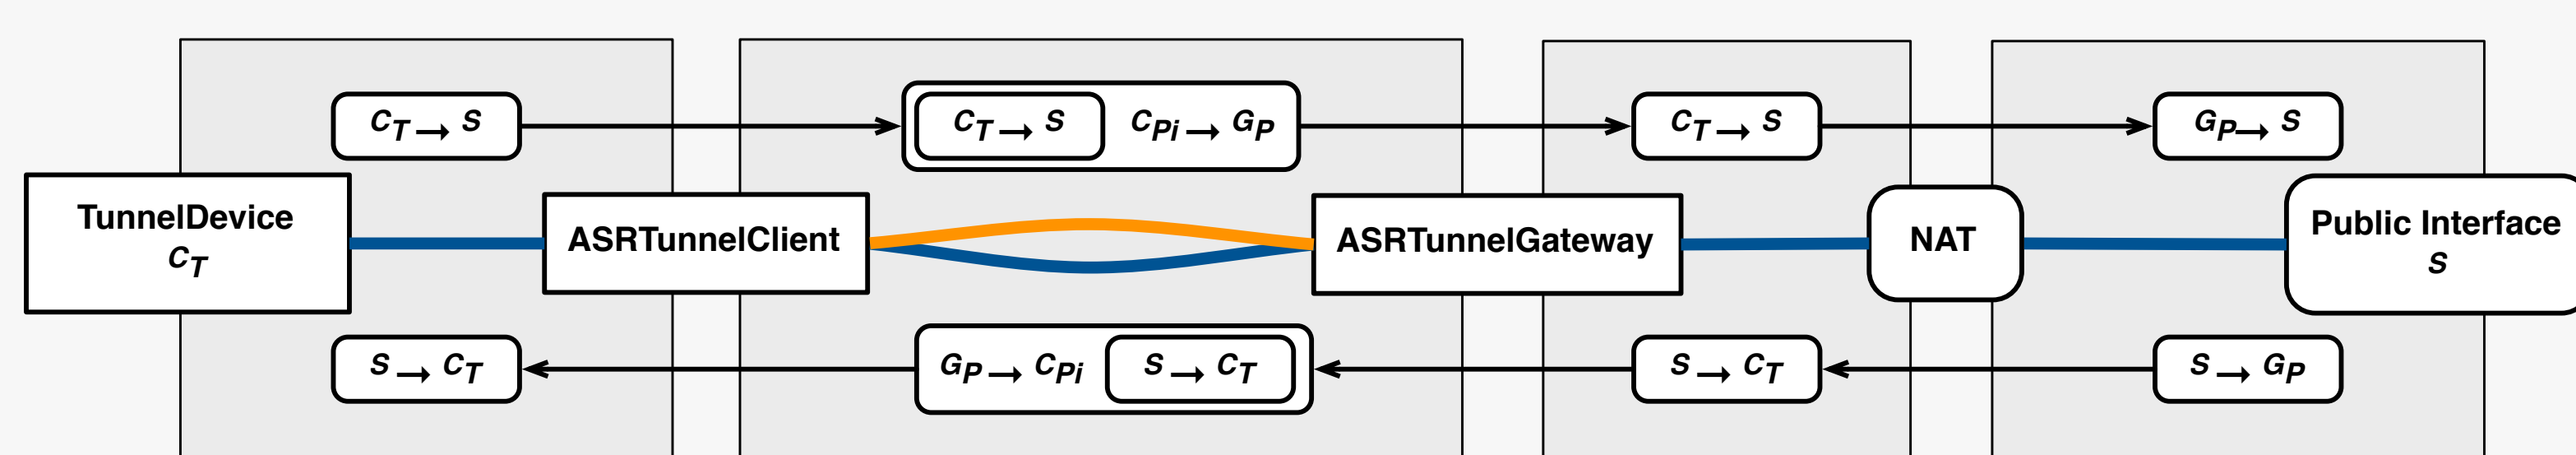 C_T → S
C_T → S C_Pi → G_P
C_T → S
G_P → S
TunnelDevice
C_T
ASRTunnelClient
ASRTunnelGateway
NAT
Public Interface
S
S → C_T
G_P → C_Pi S → C_T
S → C_T
S → G_P